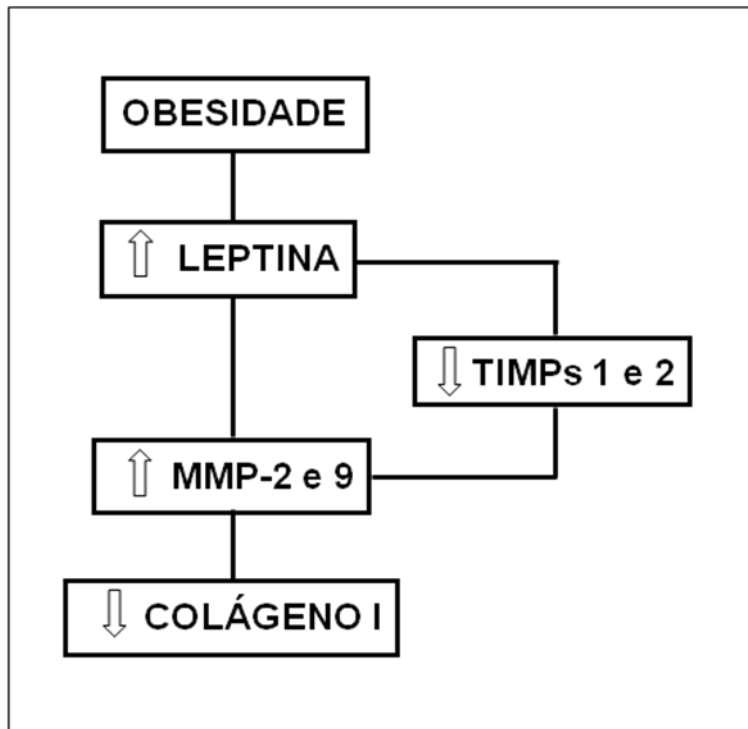 OBESIDADE
⇧ LEPTINA
⇩ TIMPs 1 e 2
⇧ MMP-2 e 9
⇩ COLÁGENO I